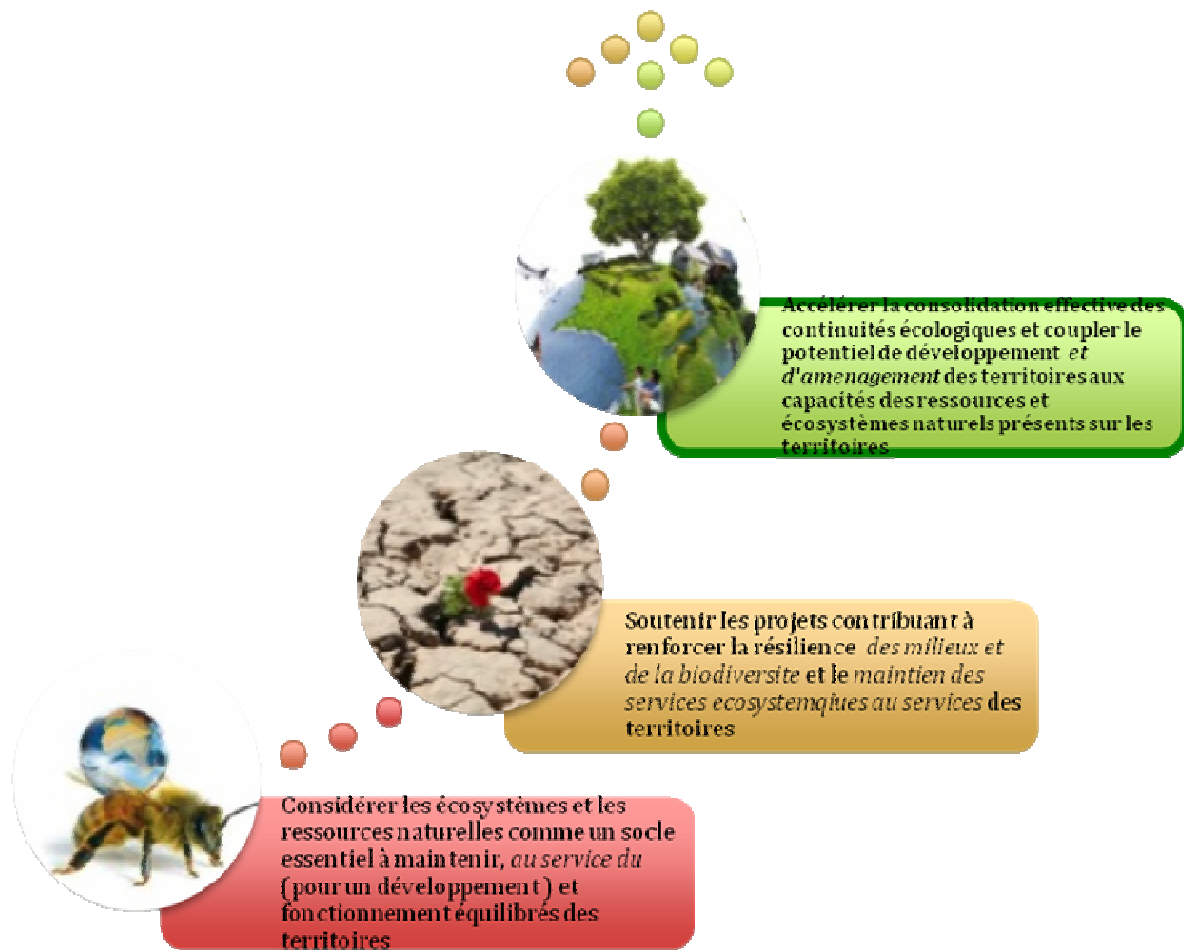 Accélérer la consolidation effective des
continuités écologiques et coupler le
potentiel de développement et
d'amenagement des territoires aux
capacités des ressources et
écosystèmes naturels présents sur les
territoires
Soutenir les projets contribuant à
renforcer la résilience des milieux et
de la biodiversite et le maintien des
services ecosystemqiues au services des
territoires
Considérer les écosystèmes et les
ressources naturelles comme un socle
essentiel à maintenir, au service du
(pour un développement) et
fonctionnement équilibrés des
territoires